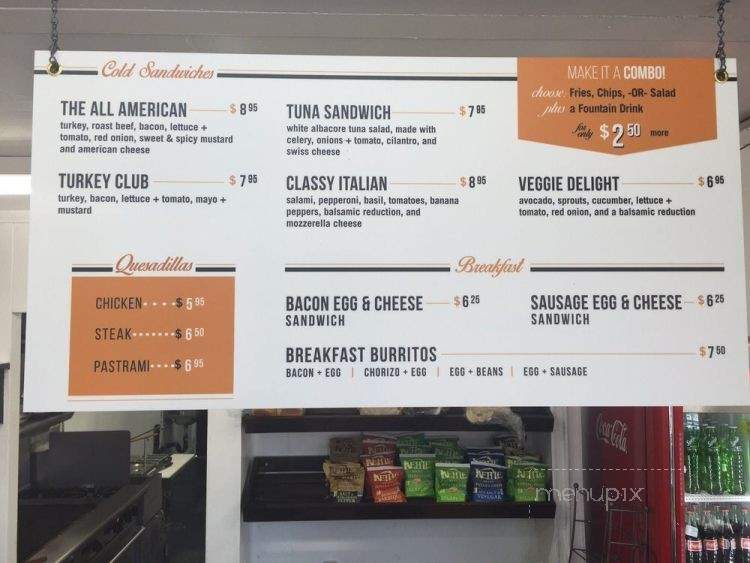 Cold Sandwiches
THE ALL AMERICAN $8.95
turkey, roast beef, bacon, lettuce +
tomato, red onion, sweet & spicy mustard
and american cheese
TURKEY CLUB $7.95
turkey, bacon, lettuce + tomato, mayo +
mustard
TUNA SANDWICH $7.95
white albacore tuna salad, made with
celery, onions + tomato, cilantro, and
swiss cheese
CLASSY ITALIAN $8.95
salami, pepperoni, basil, tomatoes, banana
peppers, balsamic reduction, and
mozzerella cheese
MAKE IT A COMBO!
choose Fries, Chips, -OR- Salad
plus a Fountain Drink
for only $2.50 more
VEGGIE DELIGHT $6.95
avocado, sprouts, cucumber, lettuce +
tomato, red onion, and a balsamic reduction
Quesadillas
CHICKEN----$5.95
STEAK-------$6.50
PASTRAMI----$6.95
Breakfast
BACON EGG & CHEESE $6.25
SANDWICH
SAUSAGE EGG & CHEESE $6.25
SANDWICH
BREAKFAST BURRITOS $7.50
BACON + EGG | CHORIZO + EGG | EGG + BEANS | EGG + SAUSAGE
Coca-Cola
KETTLE
KETTLE
KETTLE
KETTLE
KETTLE
KETTLE
SALT &
PEPPER
VINEGAR
menupix